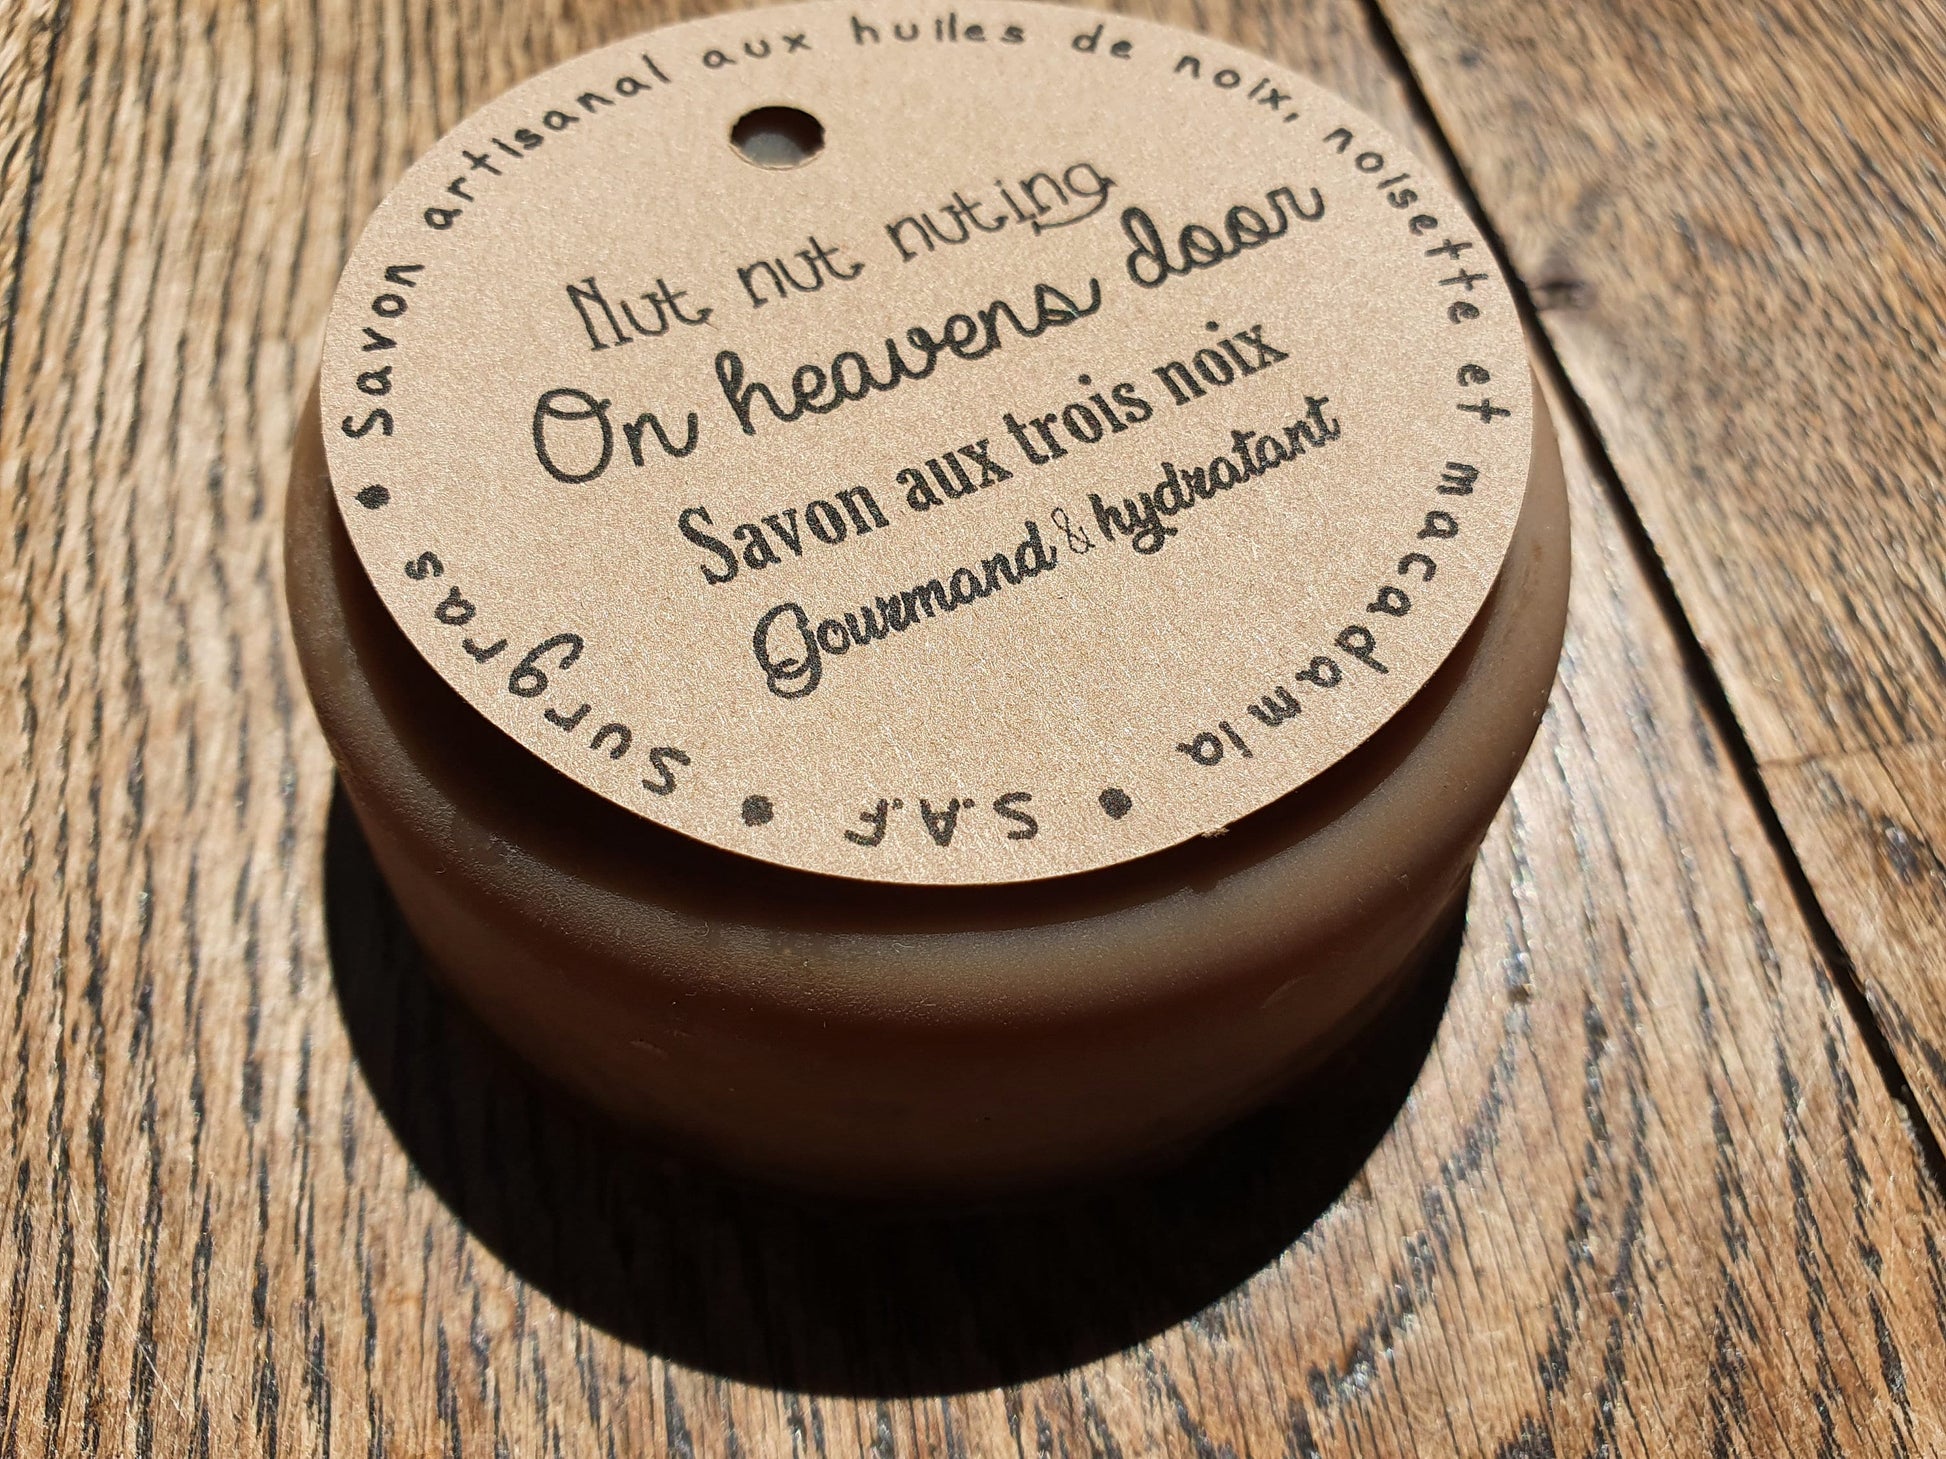 • Savon artisanal aux huiles de noix, noisette et macadamia • S.A.F • Surgras
Nut nut nuting
On heavens door
Savon aux trois noix
Gourmand & hydratant